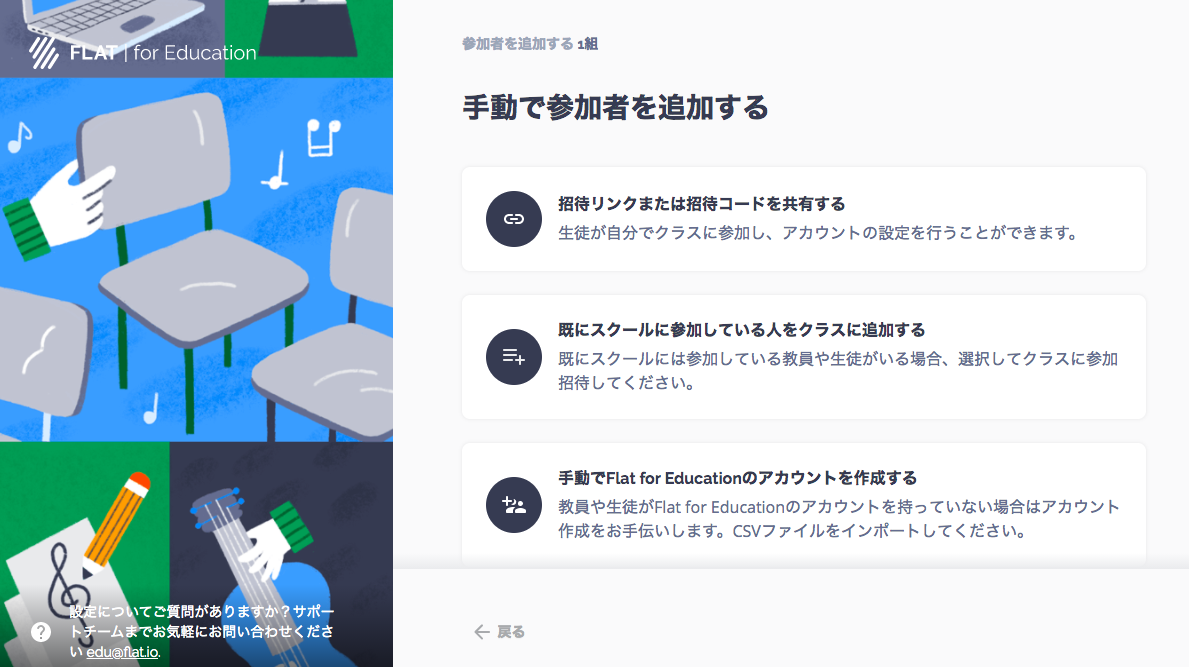 FLAT | for Education
設定についてご質問がありますか？サポー
トチームまでお気軽にお問い合わせくださ
い edu@flat.io.
参加者を追加する 1組
手動で参加者を追加する
招待リンクまたは招待コードを共有する
生徒が自分でクラスに参加し、アカウントの設定を行うことができます。
既にスクールに参加している人をクラスに追加する
既にスクールには参加している教員や生徒がいる場合、選択してクラスに参加
招待してください。
手動でFlat for Educationのアカウントを作成する
教員や生徒がFlat for Educationのアカウントを持っていない場合はアカウント
作成をお手伝いします。CSVファイルをインポートしてください。
戻る